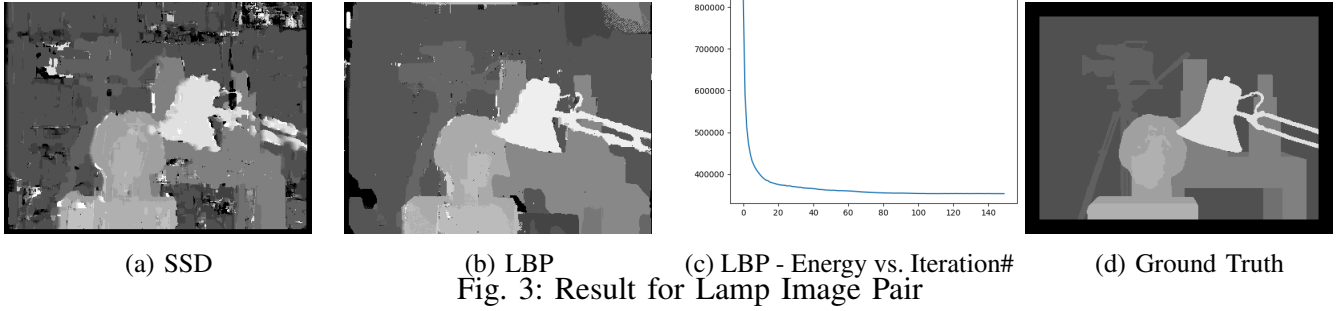 800000
700000
600000
500000
400000
0 20 40 60 80 100 120 140
(a) SSD
(b) LBP
(c) LBP - Energy vs. Iteration#
(d) Ground Truth
Fig. 3: Result for Lamp Image Pair